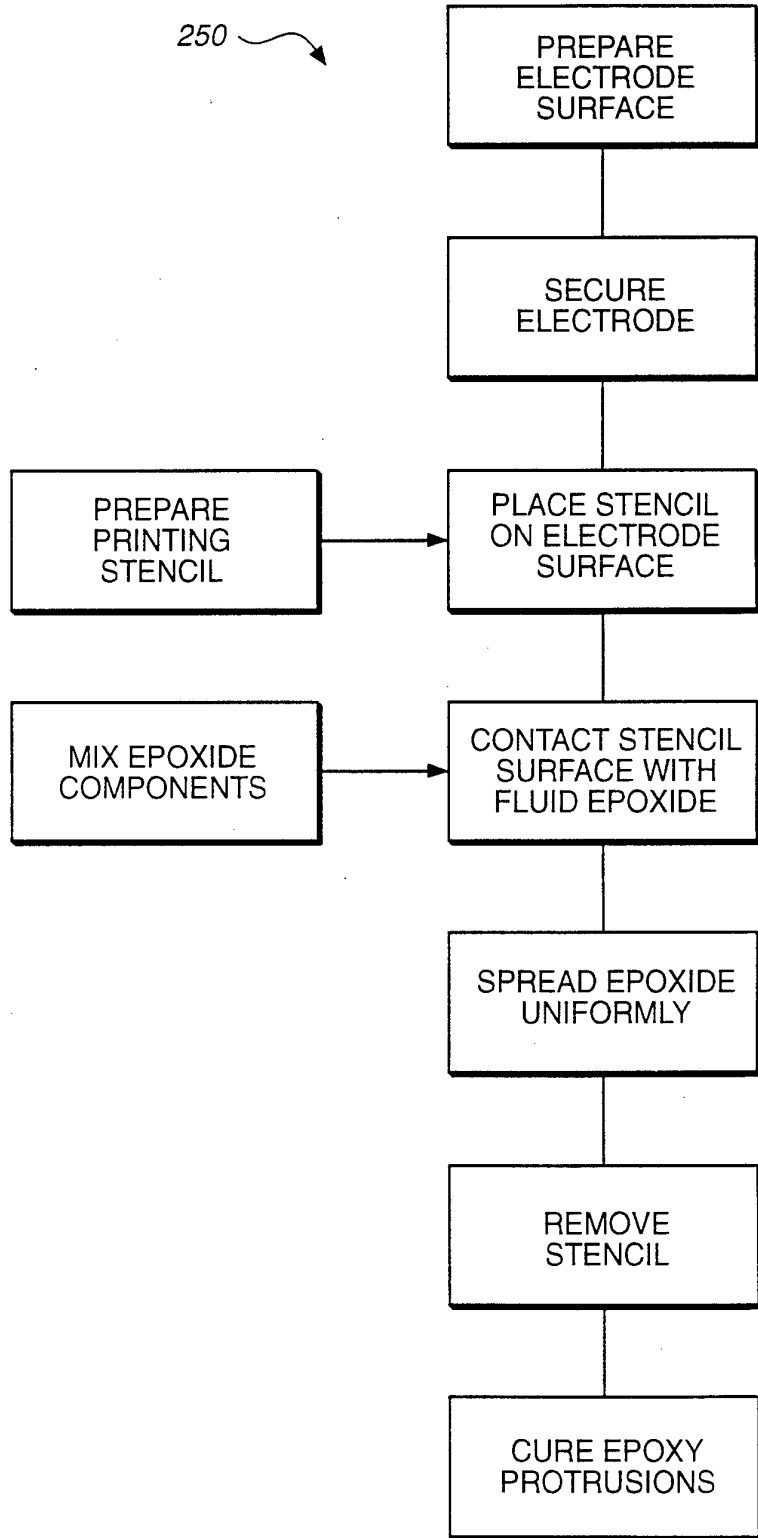 250
PREPARE
ELECTRODE
SURFACE
SECURE
ELECTRODE
PREPARE
PRINTING
STENCIL
PLACE STENCIL
ON ELECTRODE
SURFACE
MIX EPOXIDE
COMPONENTS
CONTACT STENCIL
SURFACE WITH
FLUID EPOXIDE
SPREAD EPOXIDE
UNIFORMLY
REMOVE
STENCIL
CURE EPOXY
PROTRUSIONS